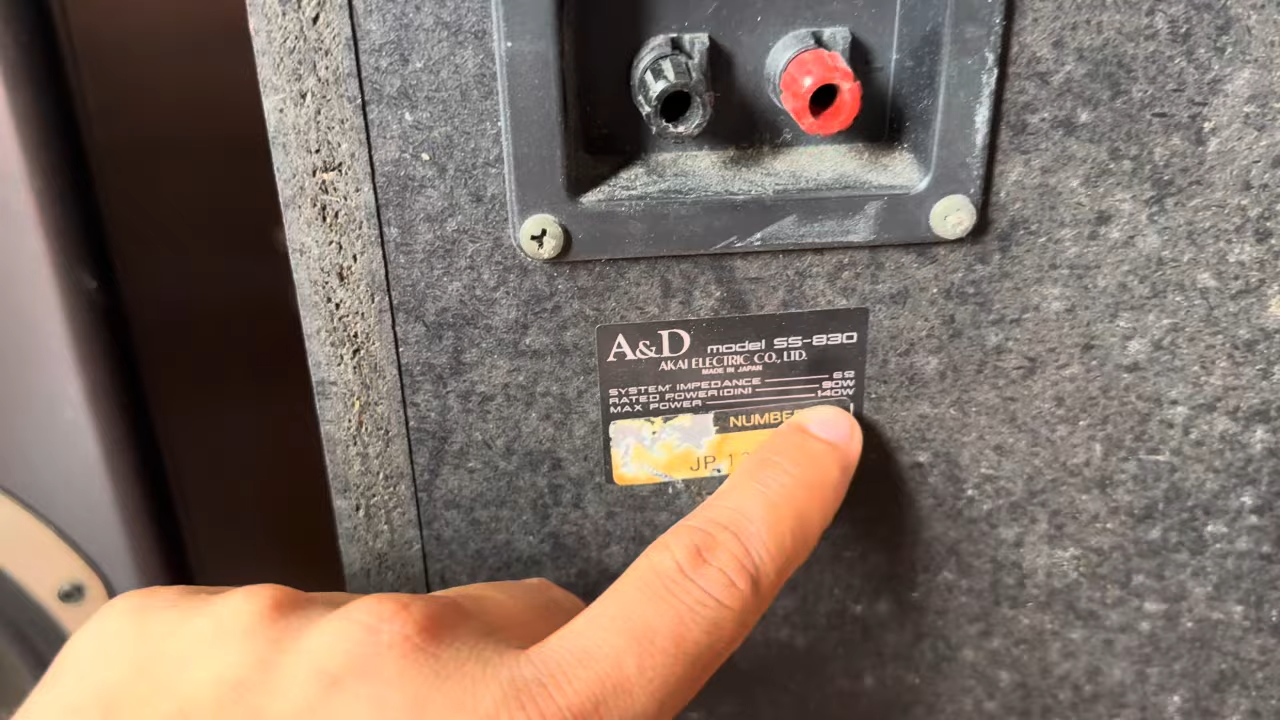 A&D model SS-830
AKAI ELECTRIC CO., LTD.
MADE IN JAPAN
SYSTEM IMPEDANCE 6Ω
RATED POWER(DIN) 90W
MAX POWER 140W
JP